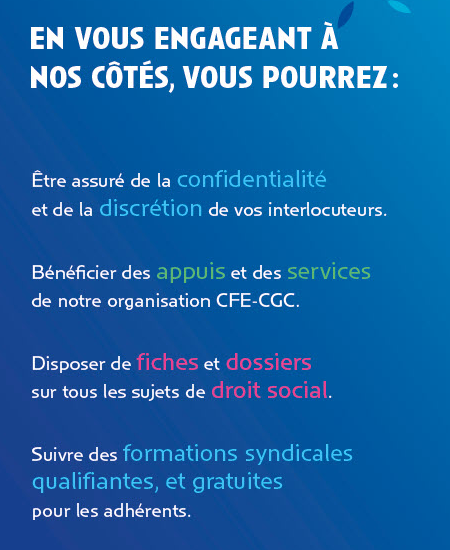 EN VOUS ENGAGEANT À
NOS CÔTÉS, VOUS POURREZ :
Être assuré de la confidentialité
et de la discrétion de vos interlocuteurs.
Bénéficier des appuis et des services
de notre organisation CFE-CGC.
Disposer de fiches et dossiers
sur tous les sujets de droit social.
Suivre des formations syndicales
qualifiantes, et gratuites
pour les adhérents.